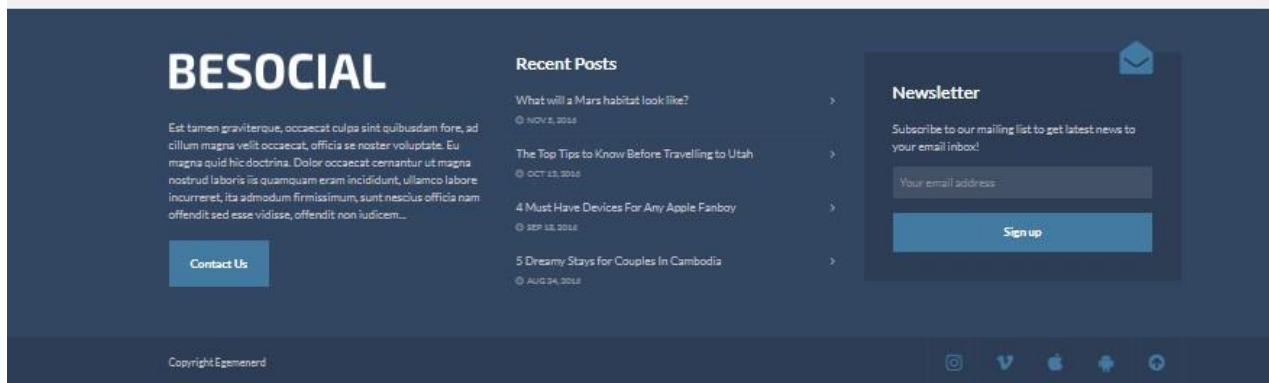 BESOCIAL
Est tamen graviterque, occaecat culpa sint quibusdam fore, ad
cillum magna velit occaecat, officia se noster voluptate. Eu
magna quid hic doctrina. Dolor occaecat cernantur ut magna
nostrud laboris iis quamquam eram incididunt, ullamco labore
incurreret, ita admodum firmissimum, sunt nescius officia nam
offendit sed esse vidisse, offendit non iudicem...
Contact Us
Recent Posts
What will a Mars habitat look like?
NOV 5, 2016
The Top Tips to Know Before Travelling to Utah
OCT 13, 2016
4 Must Have Devices For Any Apple Fanboy
SEP 18, 2016
5 Dreamy Stays for Couples In Cambodia
AUG 24, 2016
Newsletter
Subscribe to our mailing list to get latest news to
your email inbox!
Your email address
Sign up
Copyright Egemenerd